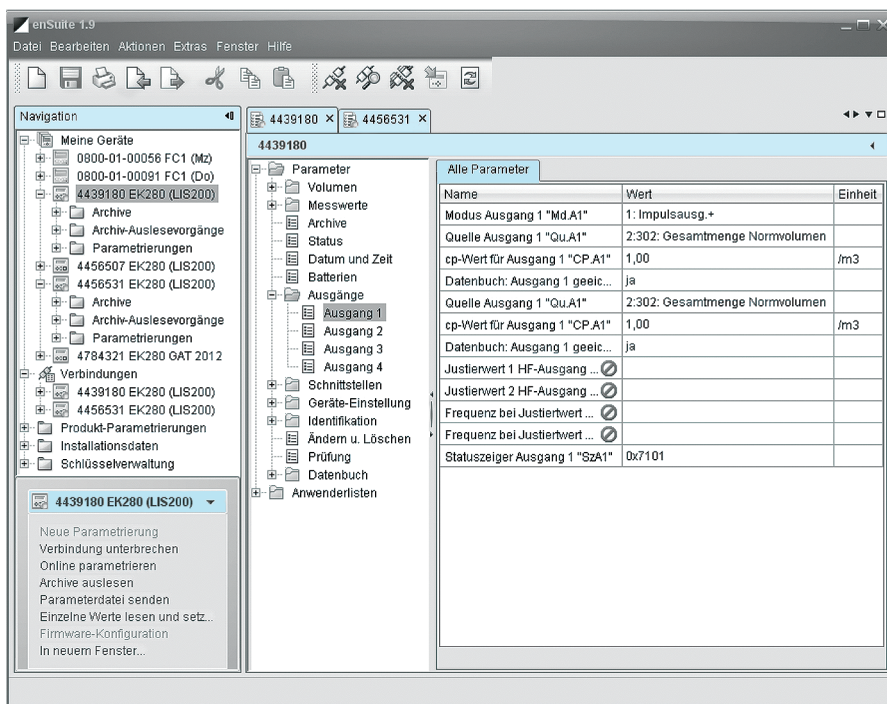 enSuite 1.9
Datei Bearbeiten Aktionen Extras Fenster Hilfe
Navigation
Meine Geräte
0800-01-00056 FC1 (Mz)
0800-01-00091 FC1 (Do)
4439180 EK280 (LIS200)
Archive
Archiv-Auslesevorgänge
Parametrierungen
4456507 EK280 (LIS200)
4456531 EK280 (LIS200)
Archive
Archiv-Auslesevorgänge
Parametrierungen
4784321 EK280 GAT 2012
Verbindungen
4439180 EK280 (LIS200)
4456531 EK280 (LIS200)
Produkt-Parametrierungen
Installationsdaten
Schlüsselverwaltung
4439180 EK280 (LIS200)
Neue Parametrierung
Verbindung unterbrechen
Online parametrieren
Archive auslesen
Parameterdatei senden
Einzelne Werte lesen und setz...
Firmware-Konfiguration
In neuem Fenster...
4439180 4456531
4439180
Parameter
Volumen
Messwerte
Archive
Status
Datum und Zeit
Batterien
Ausgänge
Ausgang 1
Ausgang 2
Ausgang 3
Ausgang 4
Schnittstellen
Geräte-Einstellung
Identifikation
Ändern u. Löschen
Prüfung
Datenbuch
Anwenderlisten
Alle Parameter
Name Wert Einheit
Modus Ausgang 1 "Md.A1" 1: Impulsausg.+
Quelle Ausgang 1 "Qu.A1" 2:302: Gesamtmenge Normvolumen
cp-Wert für Ausgang 1 "CP.A1" 1,00 /m3
Datenbuch: Ausgang 1 geeic... ja
Quelle Ausgang 1 "Qu.A1" 2:302: Gesamtmenge Normvolumen
cp-Wert für Ausgang 1 "CP.A1" 1,00 /m3
Datenbuch: Ausgang 1 geeic... ja
Justierwert 1 HF-Ausgang ...
Justierwert 2 HF-Ausgang ...
Frequenz bei Justiertwert ...
Frequenz bei Justiertwert ...
Statuszeiger Ausgang 1 "SzA1" 0x7101